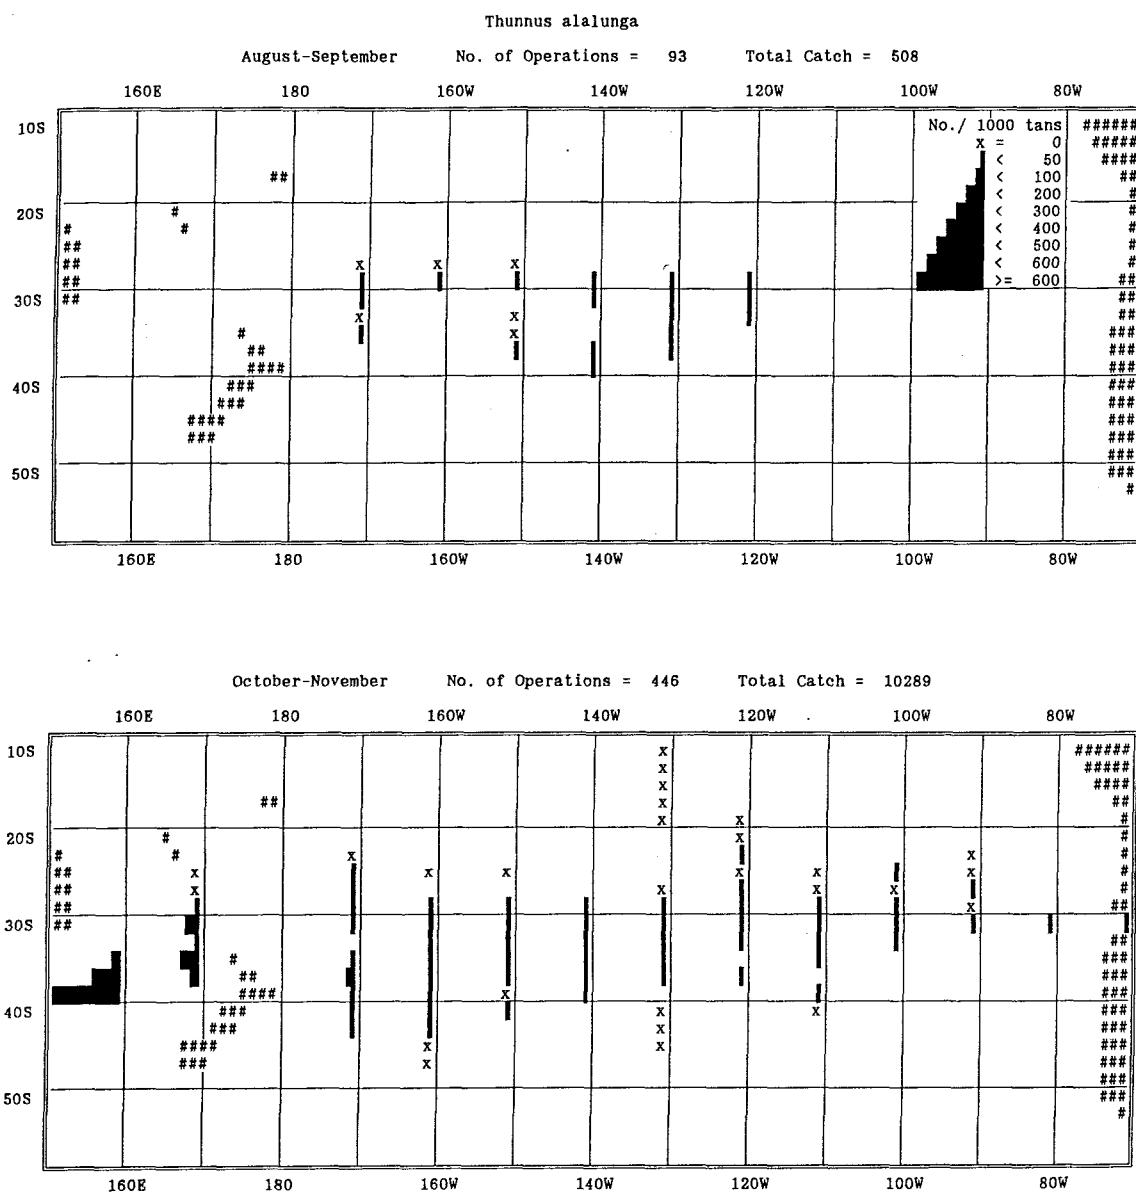 Thunnus alalunga
August-September No. of Operations = 93 Total Catch = 508
160E 180 160W 140W 120W 100W 80W
10S No./ 1000 tans ######
x = 0 #####
< 50 ####
## < 100 ##
< 200 #
20S # < 300 #
# # < 400 #
## < 500 #
## x x x < 600 #
## >= 600 ##
30S ## ##
x x ##
# x ###
## ###
#### ###
40S ### ###
### ###
#### ###
### ###
###
50S ###
#
160E 180 160W 140W 120W 100W 80W
October-November No. of Operations = 446 Total Catch = 10289
160E 180 160W 140W 120W 100W 80W
10S x ######
x #####
x ####
## x ##
x x #
20S # x #
# # x x #
## x x x x x x #
## x x x x #
## x ##
30S ##
##
# ###
## ###
#### x ###
40S ### x x ###
### x ###
#### x x ###
### x ###
###
50S ###
#
160E 180 160W 140W 120W 100W 80W